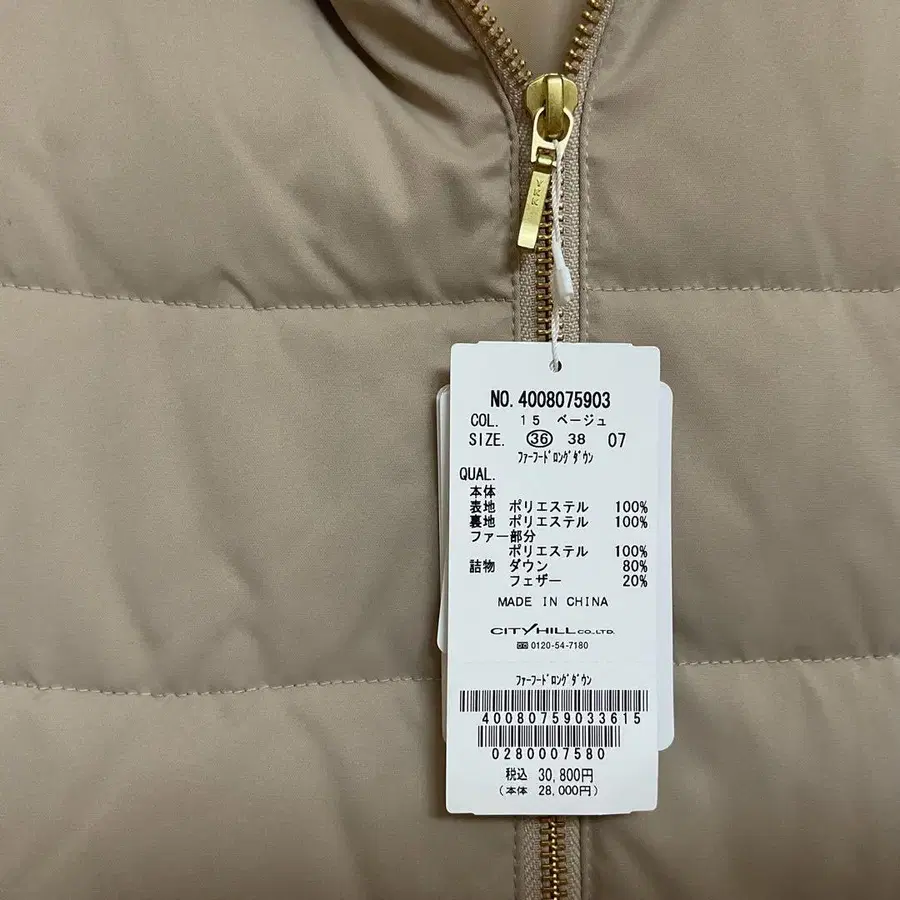 YKK
NO. 4008075903
COL. 15 ベージュ
SIZE. 36 38 07
ﾌｧｰﾌｰﾄﾞﾛﾝｸﾞﾀﾞｳﾝ
QUAL.
本体
表地 ポリエステル 100%
裏地 ポリエステル 100%
ファー部分
ポリエステル 100%
詰物 ダウン 80%
フェザー 20%
MADE IN CHINA
CITY HILL CO.,LTD.
0120-54-7180
ﾌｧｰﾌｰﾄﾞﾛﾝｸﾞﾀﾞｳﾝ
40080759033615
0280007580
税込 30,800円
(本体 28,000円)